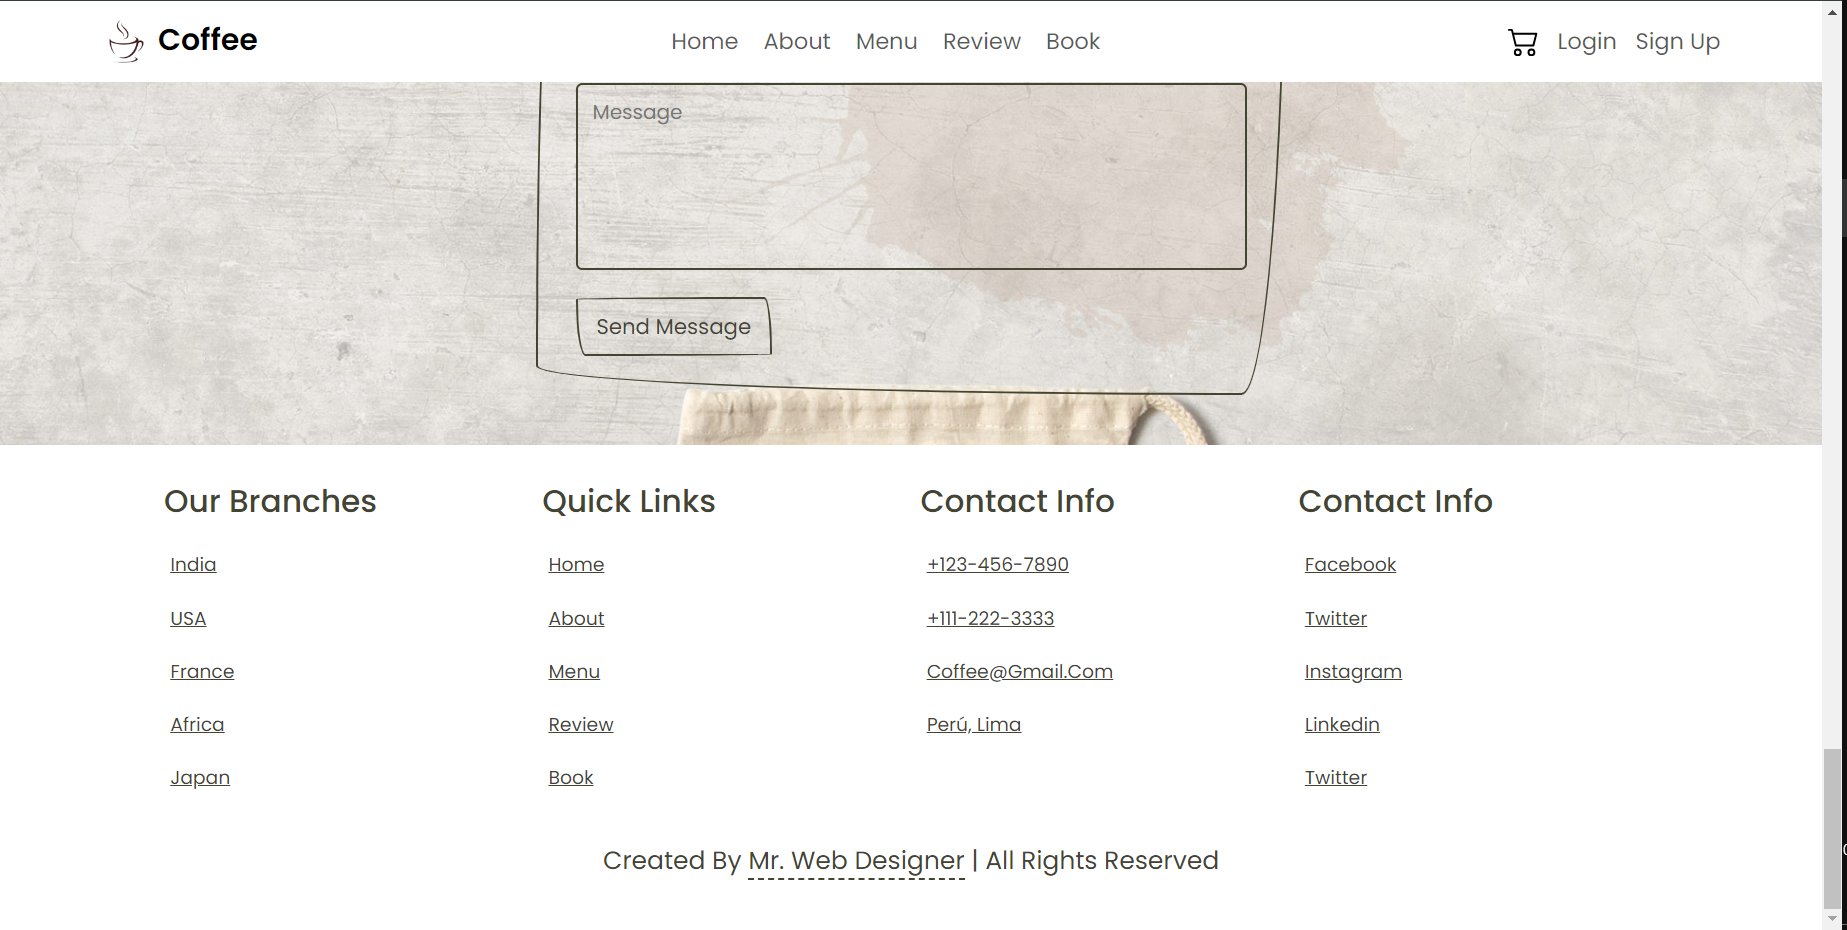 Coffee
Home About Menu Review Book
Login Sign Up
Message
Send Message
Our Branches
India
USA
France
Africa
Japan
Quick Links
Home
About
Menu
Review
Book
Contact Info
+123-456-7890
+111-222-3333
Coffee@Gmail.Com
Perú, Lima
Contact Info
Facebook
Twitter
Instagram
Linkedin
Twitter
Created By Mr. Web Designer | All Rights Reserved